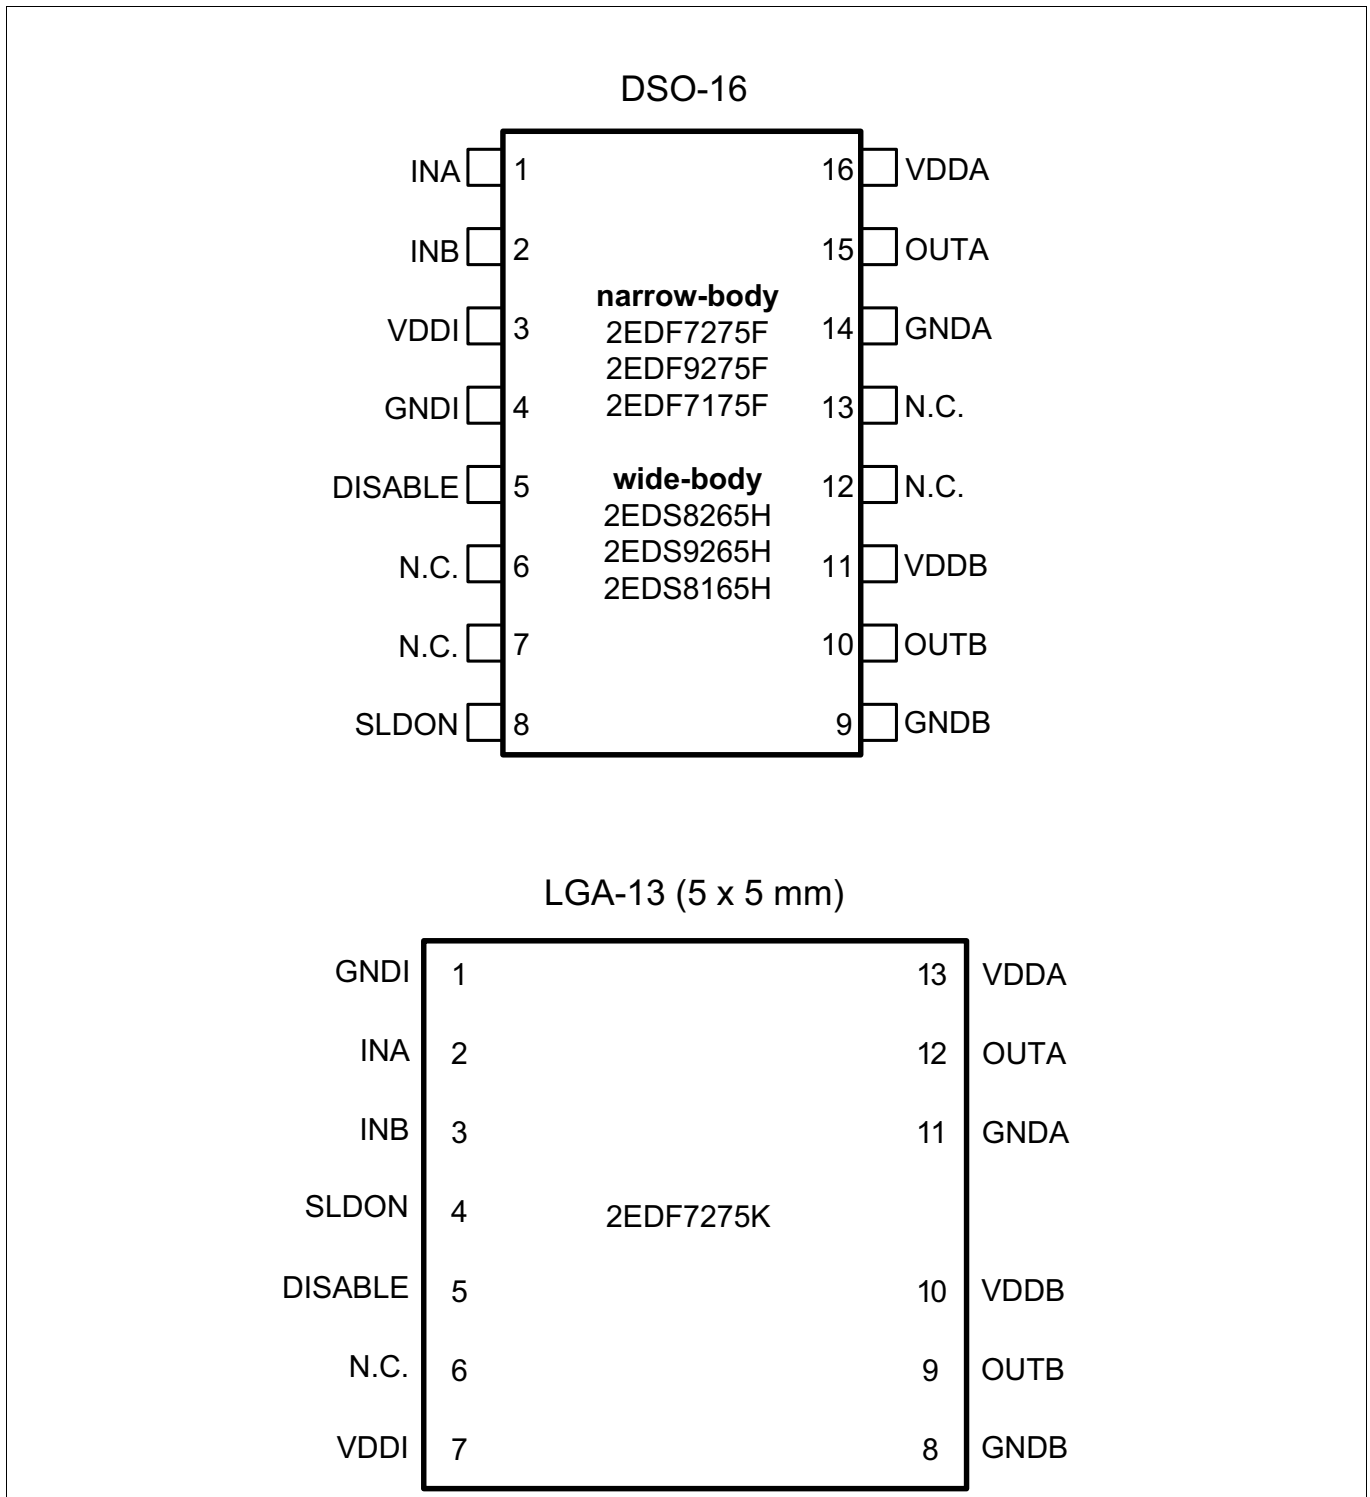 DSO-16
INA 1 16 VDDA
INB 2 15 OUTA
narrow-body
2EDF7275F
VDDI 3 14 GNDA
2EDF9275F
2EDF7175F
GNDI 4 13 N.C.
wide-body
DISABLE 5 12 N.C.
2EDS8265H
2EDS9265H
N.C. 6 11 VDDB
2EDS8165H
N.C. 7 10 OUTB
SLDON 8 9 GNDB
LGA-13 (5 x 5 mm)
GNDI 1 13 VDDA
INA 2 12 OUTA
INB 3 11 GNDA
SLDON 4 2EDF7275K
DISABLE 5 10 VDDB
N.C. 6 9 OUTB
VDDI 7 8 GNDB